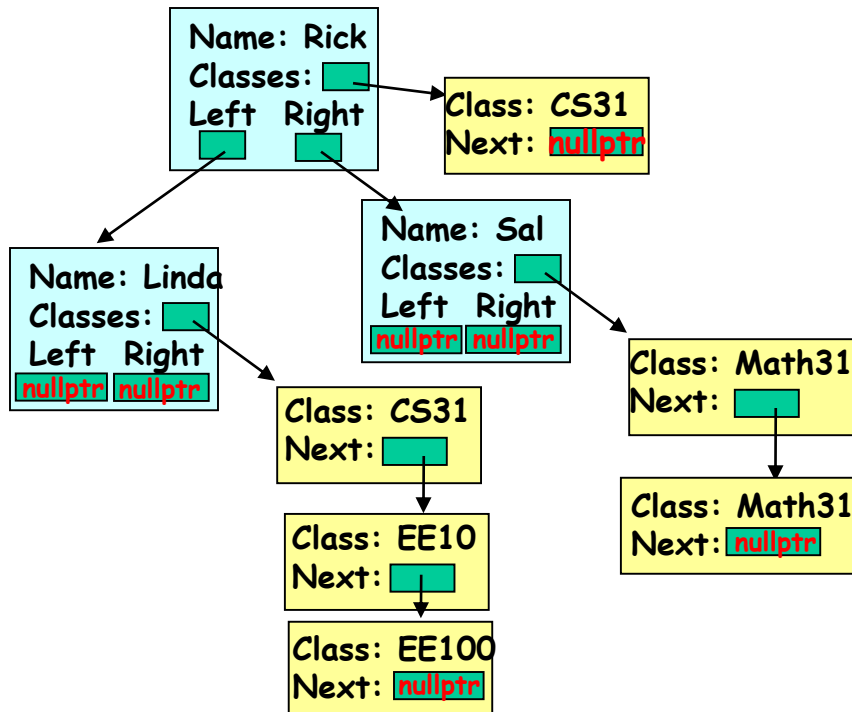 Name: Rick
Classes:
Left Right
Class: CS31
Next: nullptr
Name: Sal
Classes:
Left Right
nullptr nullptr
Name: Linda
Classes:
Left Right
nullptr nullptr
Class: Math31
Next:
Class: Math31
Next: nullptr
Class: CS31
Next:
Class: EE10
Next:
Class: EE100
Next: nullptr